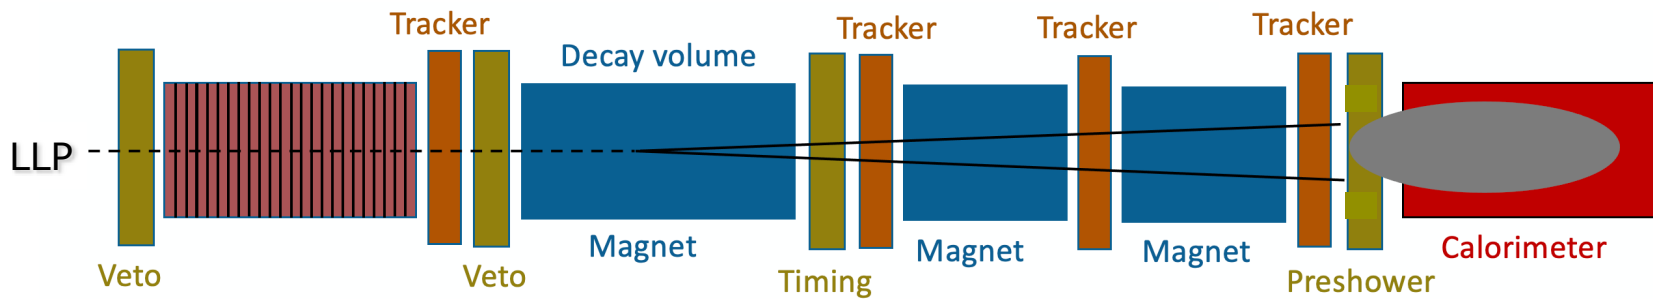 Tracker
Tracker
Tracker
Tracker
Decay volume
LLP
Magnet
Magnet
Magnet
Calorimeter
Veto
Veto
Timing
Preshower